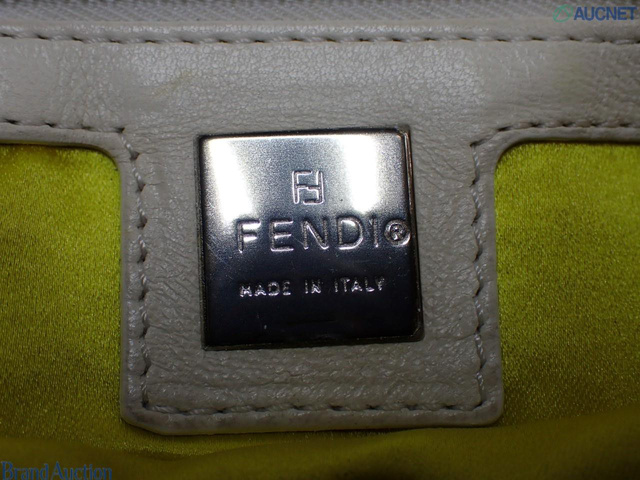 AUCNET
FENDI®
MADE IN ITALY
Brand Auction